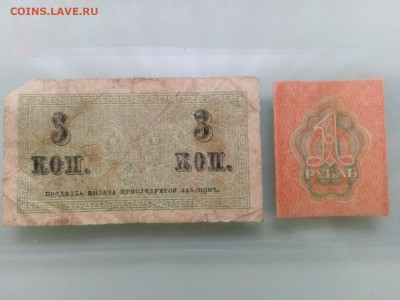 COINS.LAVE.RU
3 3
КОП. КОП.
ПОДДѢЛКА БИЛЕТА ПРЕСЛѢДУЕТСЯ ЗАКОНОМЪ.
1
РУБЛЬ